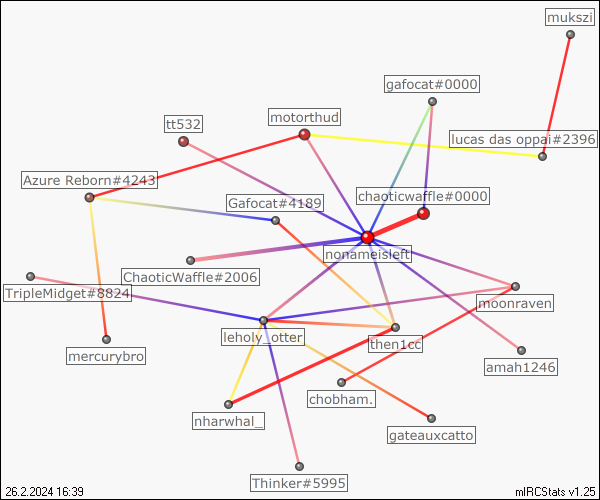 mukszi
gafocat#0000
motorthud
tt532
lucas das oppai#2396
Azure Reborn#4243
chaoticwaffle#0000
Gafocat#4189
nonameisleft
ChaoticWaffle#2006
TripleMidget#8824
moonraven
leholy_otter
then1cc
mercurybro
amah1246
chobham.
nharwhal_
gateauxcatto
Thinker#5995
26.2.2024 16:39
mIRCStats v1.25